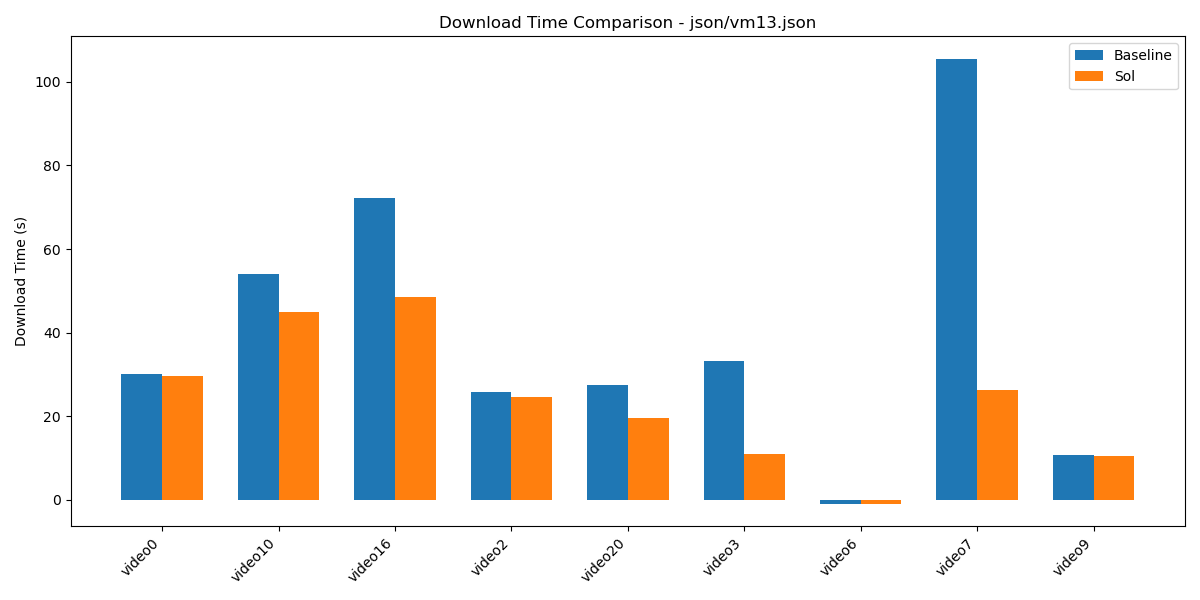 Download Time Comparison - json/vm13.json
Baseline
Sol
Download Time (s)
100
80
60
40
20
0
video0
video10
video16
video2
video20
video3
video6
video7
video9